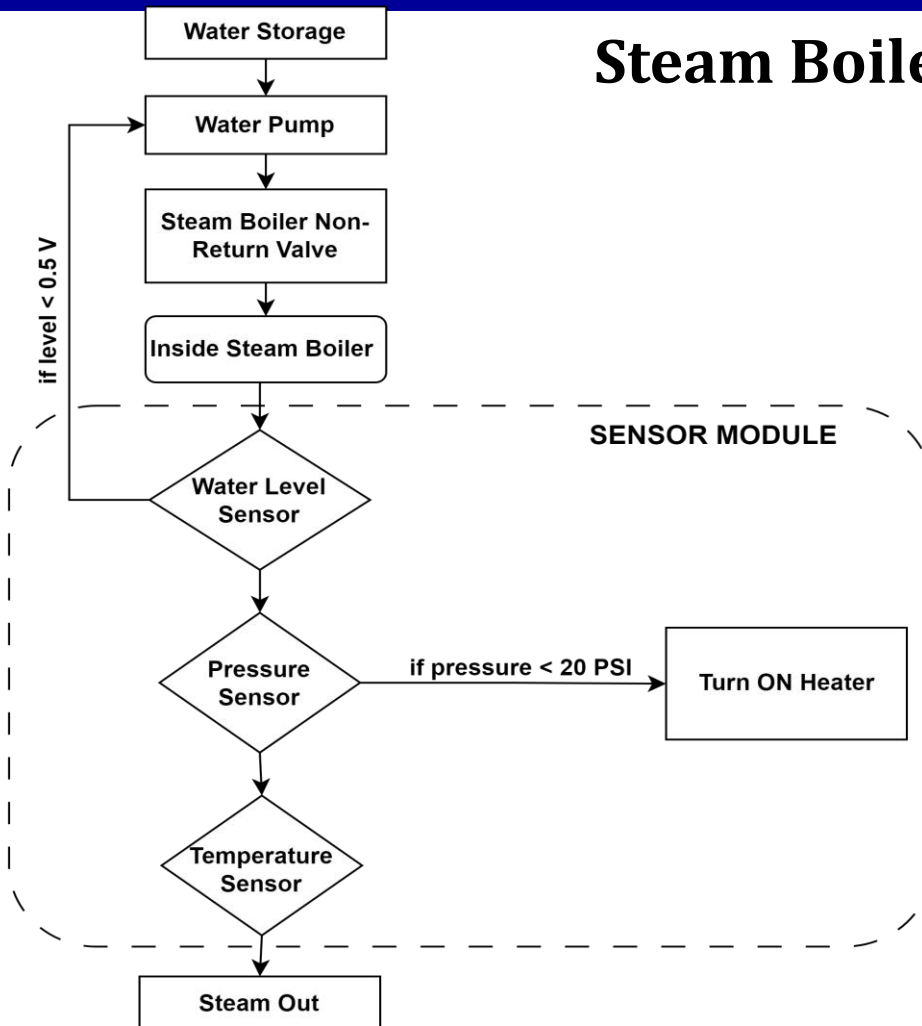 Steam Boile
Water Storage
Water Pump
Steam Boiler Non-
Return Valve
if level < 0.5 V
Inside Steam Boiler
SENSOR MODULE
Water Level
Sensor
Pressure
Sensor
if pressure < 20 PSI
Turn ON Heater
Temperature
Sensor
Steam Out